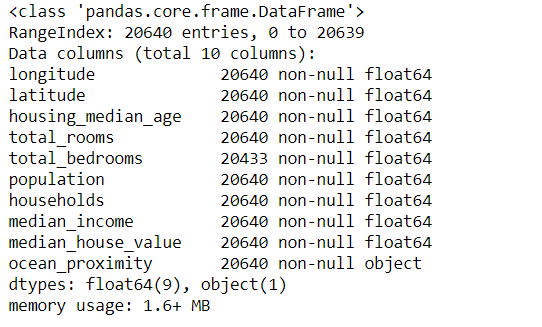 <class 'pandas.core.frame.DataFrame'>
RangeIndex: 20640 entries, 0 to 20639
Data columns (total 10 columns):
longitude             20640 non-null float64
latitude              20640 non-null float64
housing_median_age    20640 non-null float64
total_rooms           20640 non-null float64
total_bedrooms        20433 non-null float64
population            20640 non-null float64
households            20640 non-null float64
median_income         20640 non-null float64
median_house_value    20640 non-null float64
ocean_proximity       20640 non-null object
dtypes: float64(9), object(1)
memory usage: 1.6+ MB